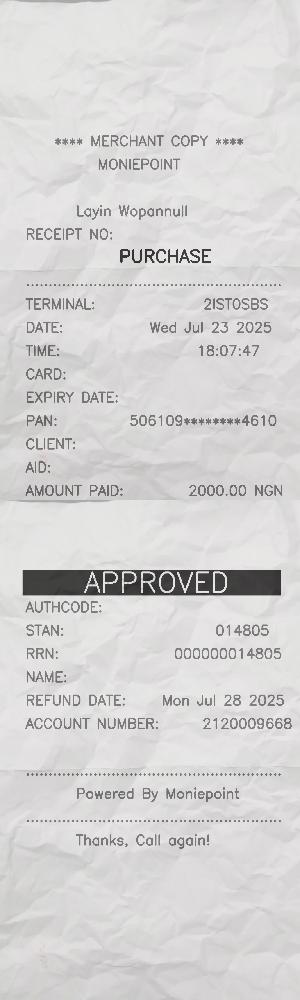 **** MERCHANT COPY ****
MONIEPOINT
Layin Wopannull
RECEIPT NO:
PURCHASE
TERMINAL: 2ISTOSBS
DATE: Wed Jul 23 2025
TIME: 18:07:47
CARD:
EXPIRY DATE:
PAN: 506109********4610
CLIENT:
AID:
AMOUNT PAID: 2000.00 NGN
APPROVED
AUTHCODE:
STAN: 014805
RRN: 000000014805
NAME:
REFUND DATE: Mon Jul 28 2025
ACCOUNT NUMBER: 2120009668
Powered By Moniepoint
Thanks, Call again!